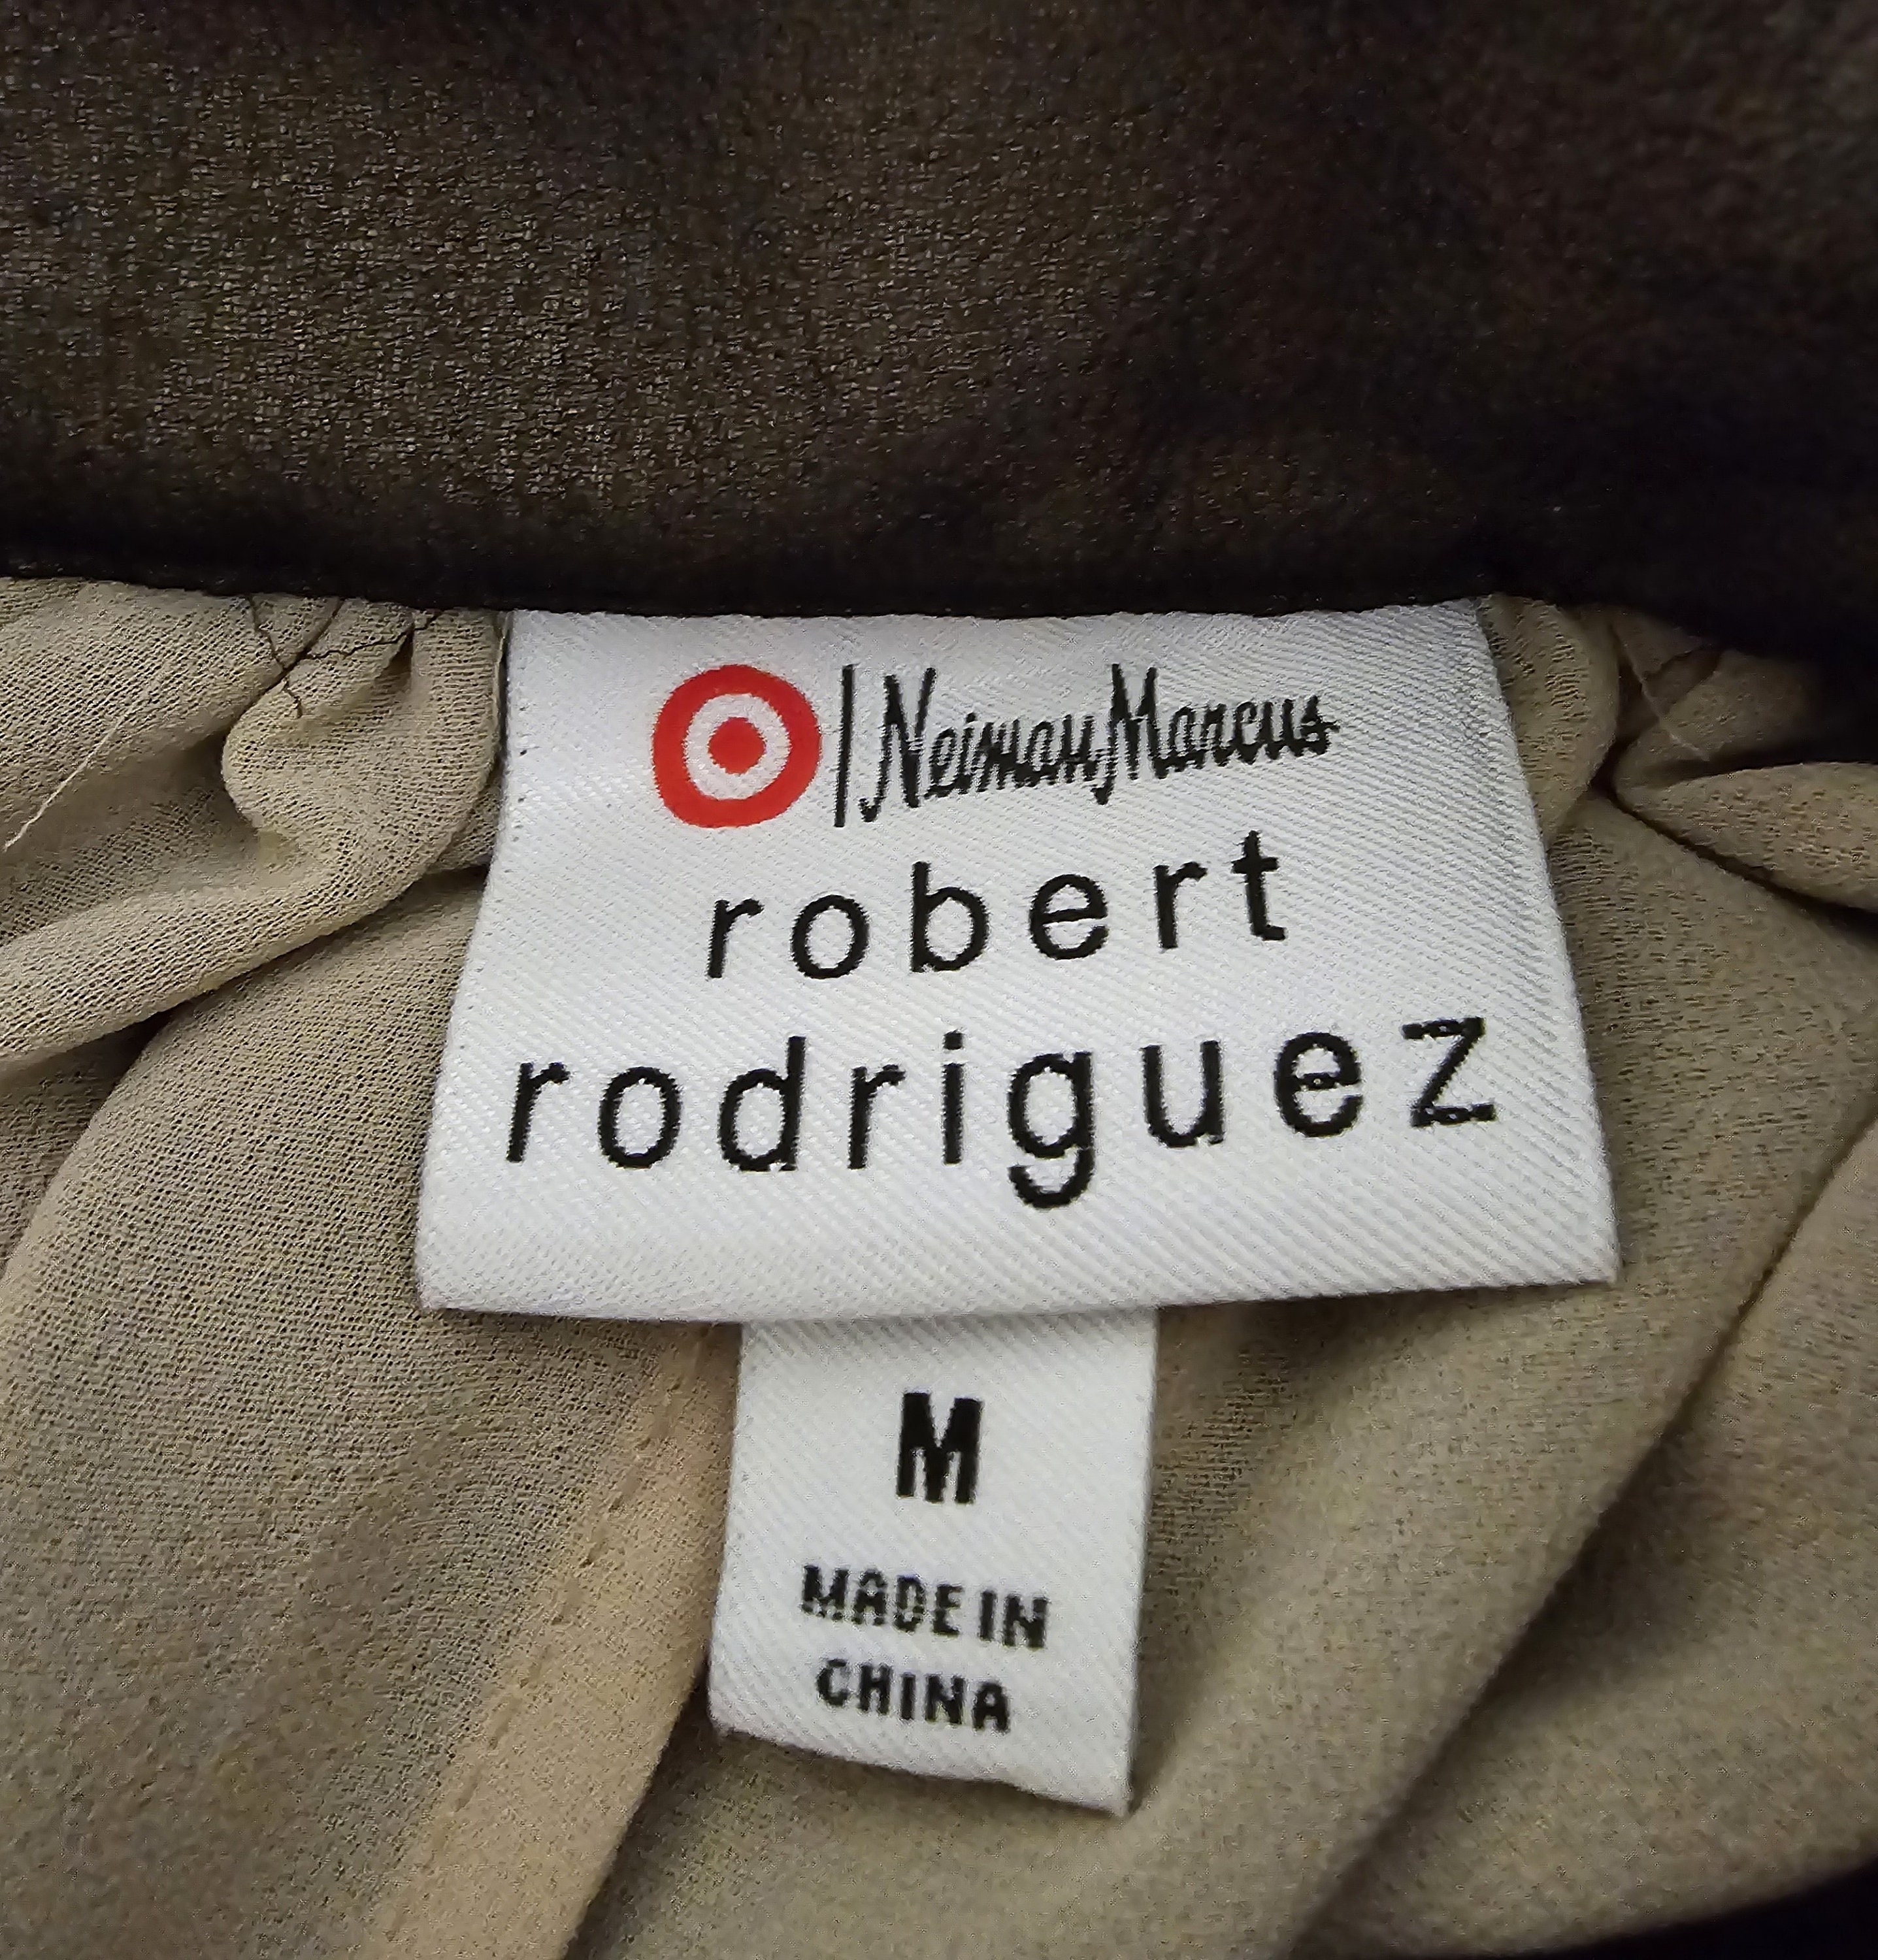 | Neiman Marcus
robert
rodriguez
M
MADE IN
CHINA